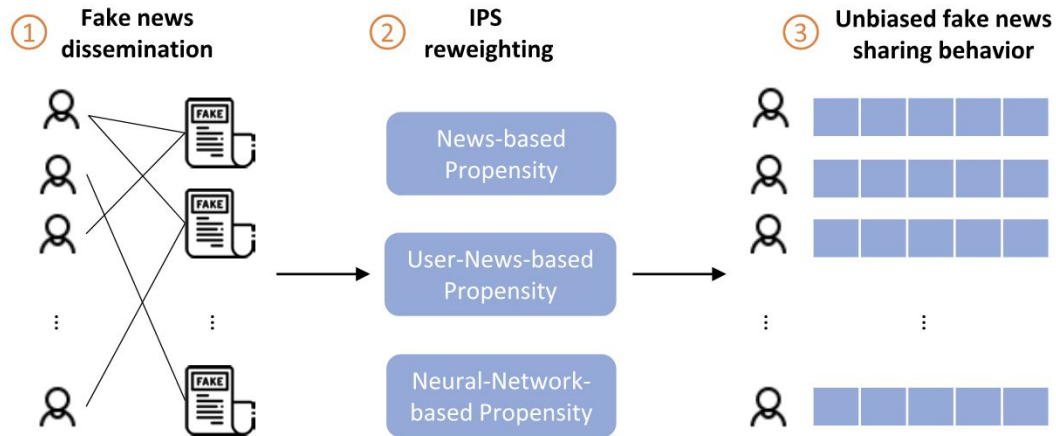 1
Fake news
dissemination
2
IPS
reweighting
3
Unbiased fake news
sharing behavior
FAKE
FAKE
FAKE
News-based
Propensity
User-News-based
Propensity
Neural-Network-
based Propensity
...
...
...
...